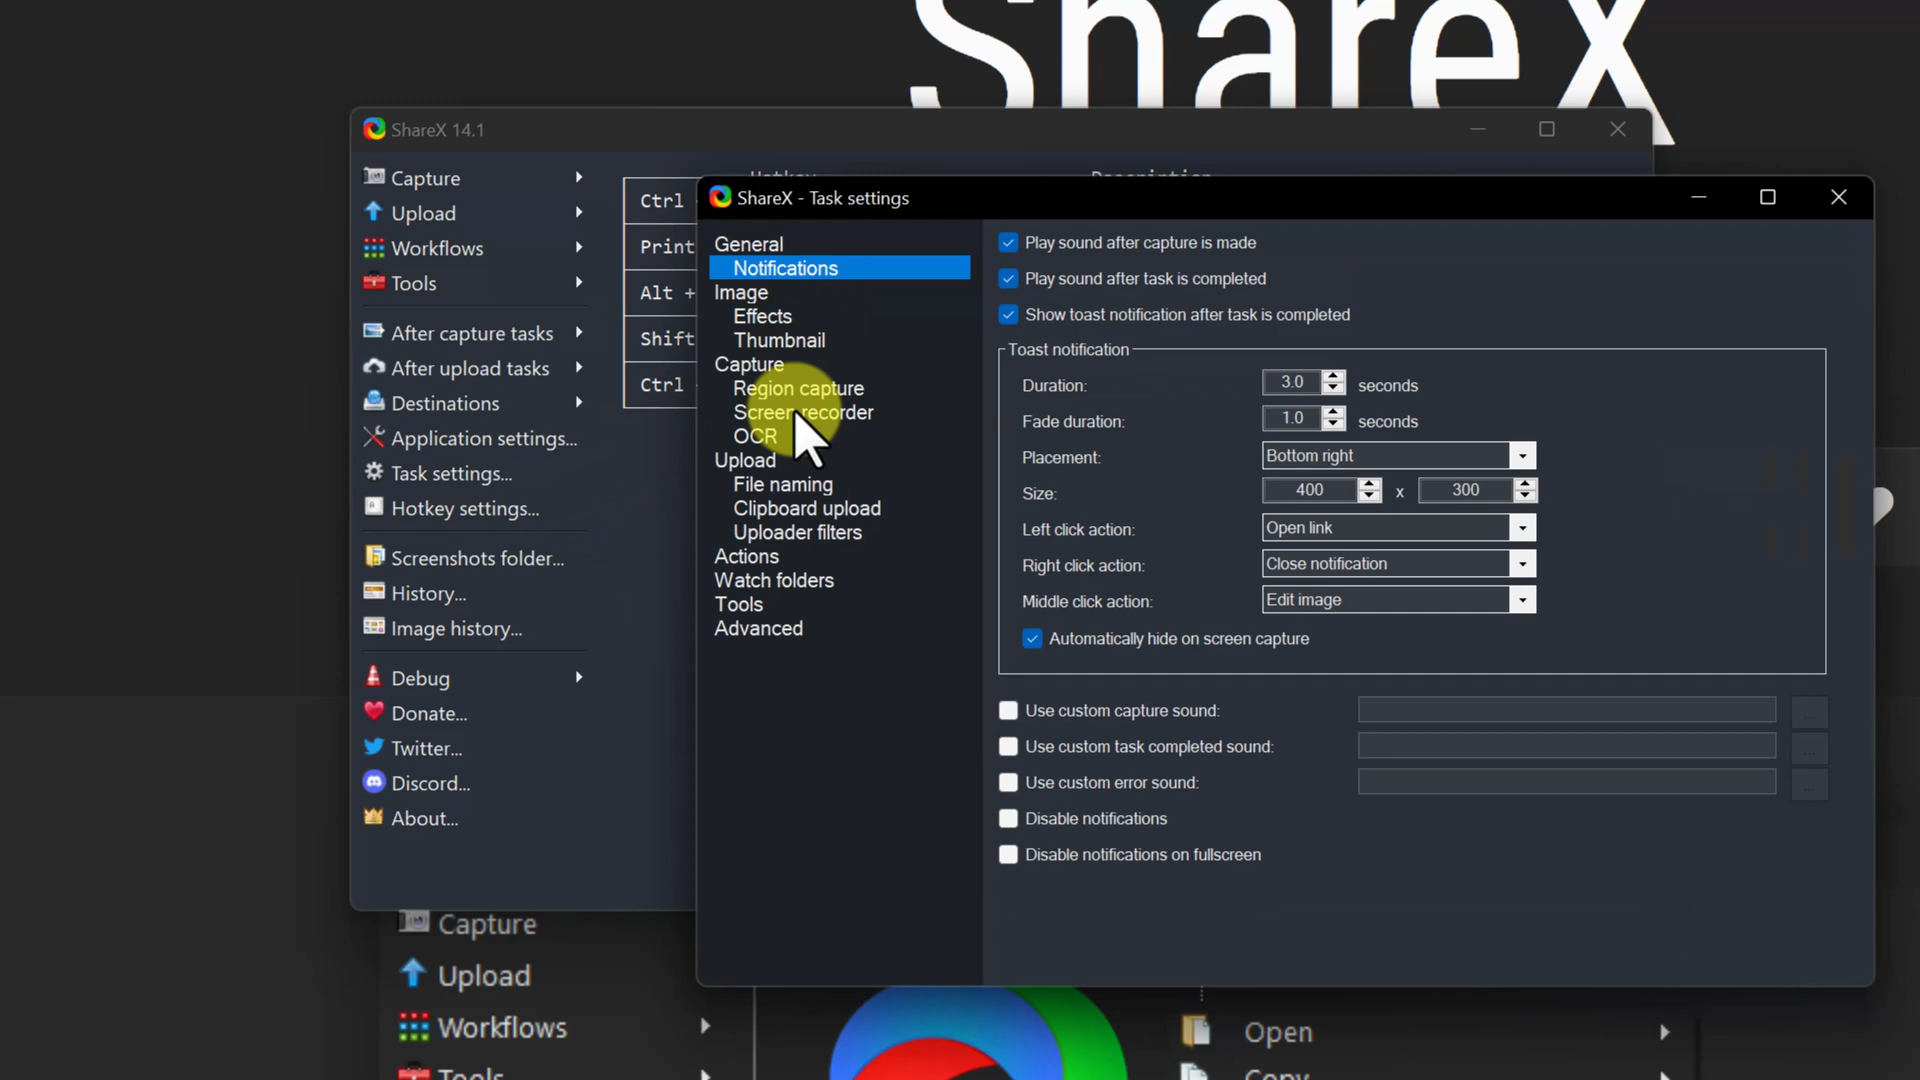 ShareX
ShareX 14.1
Capture
Upload
Workflows
Tools
After capture tasks
After upload tasks
Destinations
Application settings...
Task settings...
Hotkey settings...
Screenshots folder...
History...
Image history...
Debug
Donate...
Twitter...
Discord...
About...
Hotkey
Description
Ctrl
Print
Alt +
Shift
Ctrl
ShareX - Task settings
General
Notifications
Image
Effects
Thumbnail
Capture
Region capture
Screen recorder
OCR
Upload
File naming
Clipboard upload
Uploader filters
Actions
Watch folders
Tools
Advanced
Play sound after capture is made
Play sound after task is completed
Show toast notification after task is completed
Toast notification
Duration: 3.0 seconds
Fade duration: 1.0 seconds
Placement: Bottom right
Size: 400 x 300
Left click action: Open link
Right click action: Close notification
Middle click action: Edit image
Automatically hide on screen capture
Use custom capture sound: ...
Use custom task completed sound: ...
Use custom error sound: ...
Disable notifications
Disable notifications on fullscreen
Capture
Upload
Workflows
Tools
Open
Copy